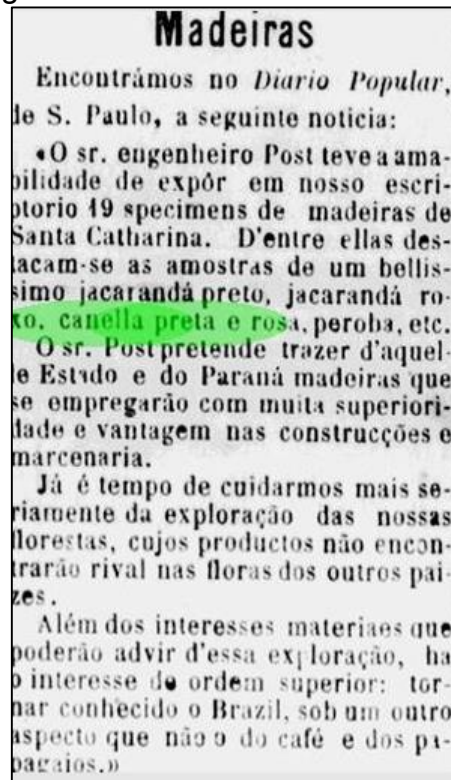 Madeiras
Encontrámos no Diario Popular,
de S. Paulo, a seguinte noticia:
«O sr. engenheiro Post teve a ama-
bilidade de expôr em nosso escri-
ptorio 19 specimens de madeiras de
Santa Catharina. D'entre ellas des-
tacam-se as amostras de um bellis-
simo jacarandá preto, jacarandá ro-
xo, canella preta e rosa, peroba, etc.
O sr. Post pretende trazer d'aquel-
le Estado e do Paraná madeiras que
se empregarão com muita superiori-
dade e vantagem nas construcções e
marcenaria.
Já é tempo de cuidarmos mais se-
riamente da exploração das nossas
florestas, cujos productos não encon-
trarão rival nas floras dos outros pai-
zes.
Além dos interesses materiaes que
poderão advir d'essa exploração, ha
o interesse de ordem superior: tor-
nar conhecido o Brazil, sob um outro
aspecto que não o do café e dos pa-
pagaios.»